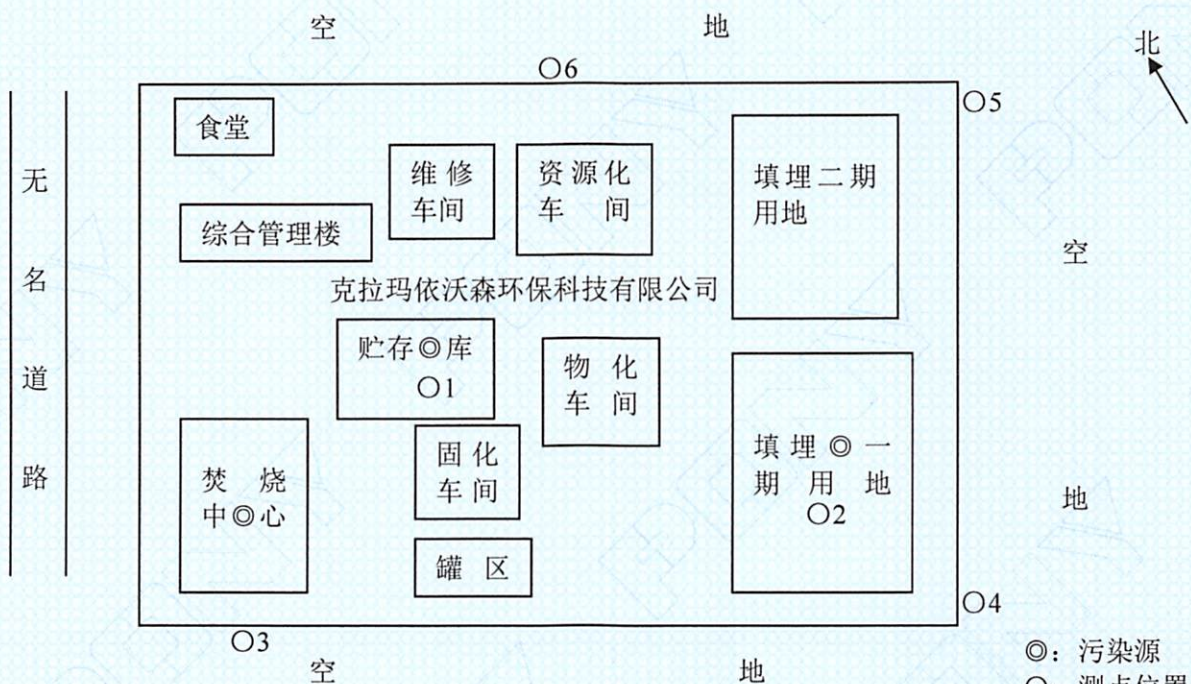 空 地
北
○6
○5
食堂
维修
车间
资源化
车间
填埋二期
用地
无名道路
综合管理楼
空
克拉玛依沃森环保科技有限公司
贮存◎库
○1
物化
车间
填埋◎一
期用地
○2
焚烧
中◎心
固化
车间
地
罐区
○4
○3
空 地
◎：污染源
○ 测点位置